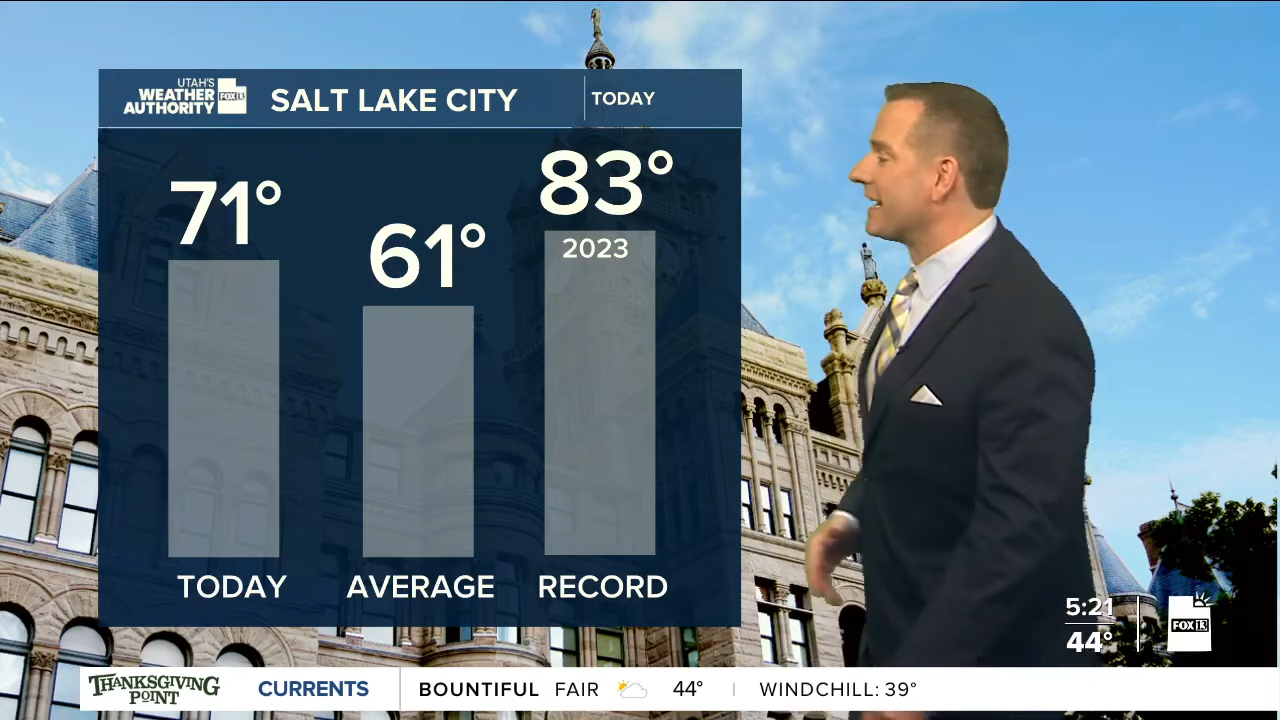 UTAH'S
WEATHER
AUTHORITY
FOX 13
SALT LAKE CITY
TODAY
71°
61°
83°
2023
TODAY
AVERAGE
RECORD
5:21
44°
FOX 13
THANKSGIVING
POINT
CURRENTS
BOUNTIFUL FAIR 44° WINDCHILL: 39°